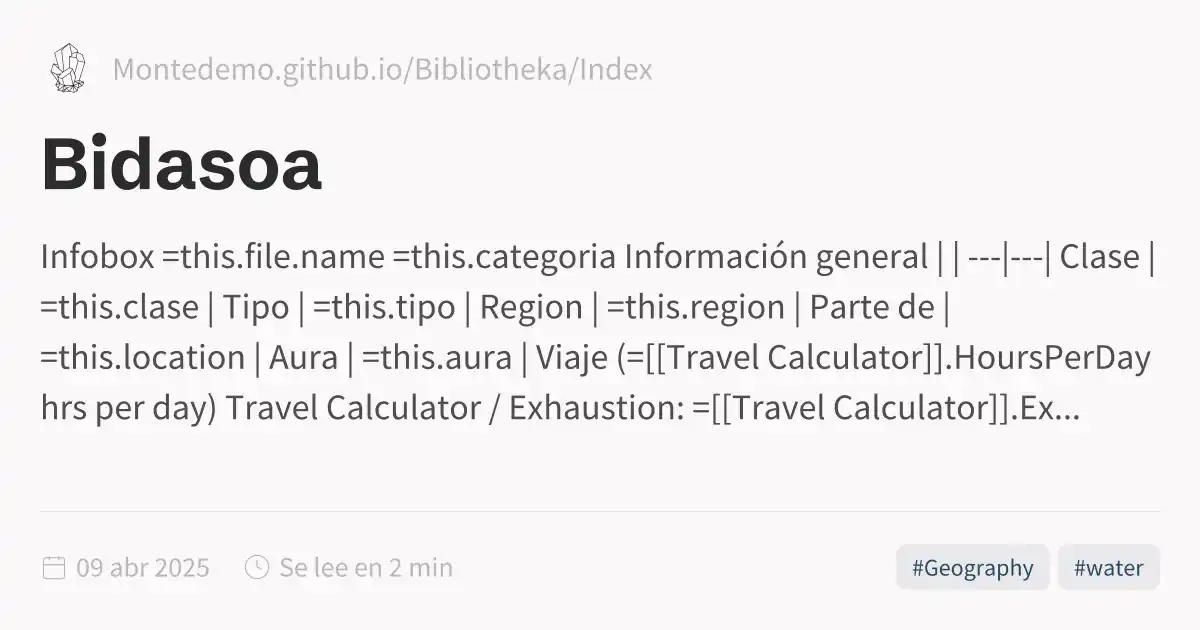 Montedemo.github.io/Bibliotheka/Index
Bidasoa
Infobox =this.file.name =this.categoria Información general | | ---|---| Clase |
=this.clase | Tipo | =this.tipo | Region | =this.region | Parte de |
=this.location | Aura | =this.aura | Viaje (=[[Travel Calculator]].HoursPerDay
hrs per day) Travel Calculator / Exhaustion: =[[Travel Calculator]].Ex...
09 abr 2025 Se lee en 2 min #Geography #water